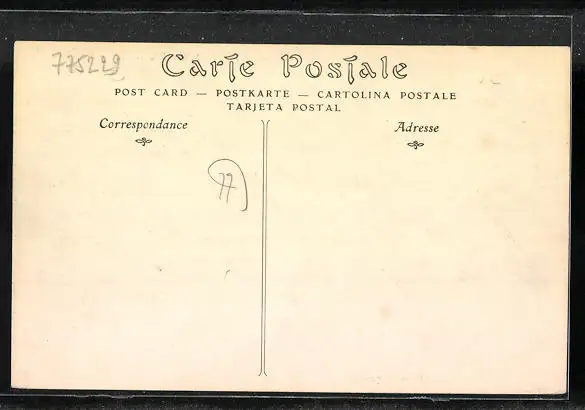 775229
Carte Postale
POST CARD — POSTKARTE — CARTOLINA POSTALE
TARJETA POSTAL
Correspondance
Adresse
77